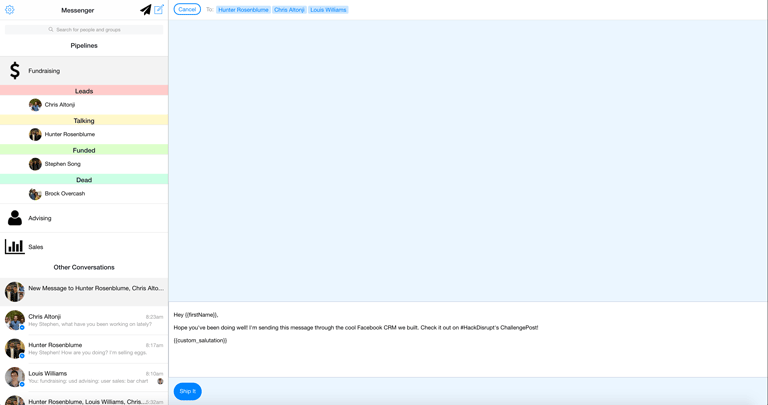 Messenger
Search for people and groups
Pipelines
Fundraising
Leads
Chris Altonji
Talking
Hunter Rosenblume
Funded
Stephen Song
Dead
Brock Overcash
Advising
Sales
Other Conversations
New Message to Hunter Rosenblume, Chris Alto...
Chris Altonji 8:23am
Hey Stephen, what have you been working on lately?
Hunter Rosenblume 8:17am
Hey Stephen! How are you doing? I'm selling eggs.
Louis Williams 8:10am
You: fundraising: usd advising: user sales: bar chart
Hunter Rosenblume, Louis Williams, Chris...
Cancel To: Hunter Rosenblume Chris Altonji Louis Williams
Hey {{firstName}},
Hope you've been doing well! I'm sending this message through the cool Facebook CRM we built. Check it out on #HackDisrupt's ChallengePost!
{{custom_salutation}}
Ship It